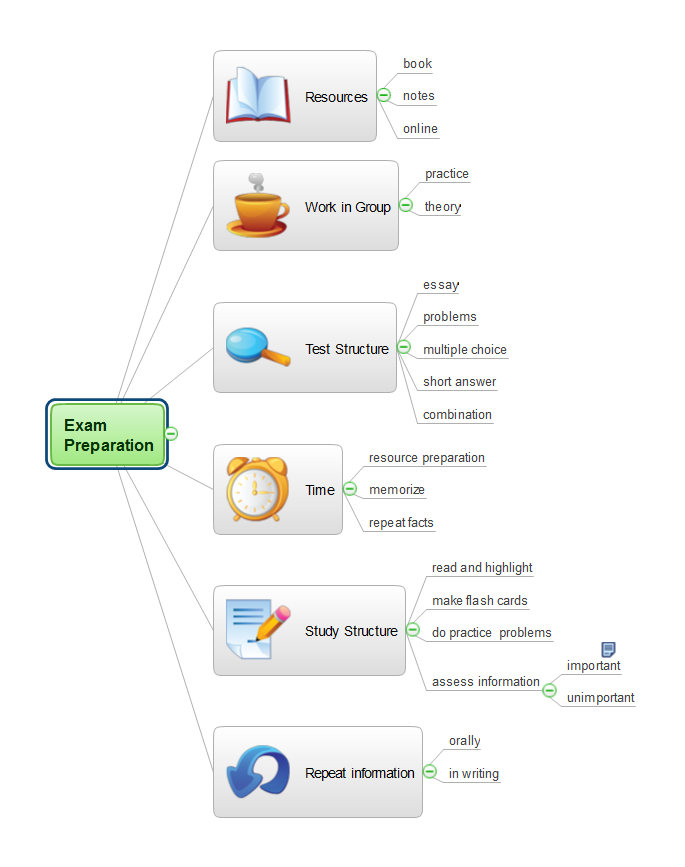 Exam
Preparation
Resources
book
notes
online
Work in Group
practice
theory
Test Structure
essay
problems
multiple choice
short answer
combination
Time
resource preparation
memorize
repeat facts
Study Structure
read and highlight
make flash cards
do practice problems
assess information
important
unimportant
Repeat information
orally
in writing